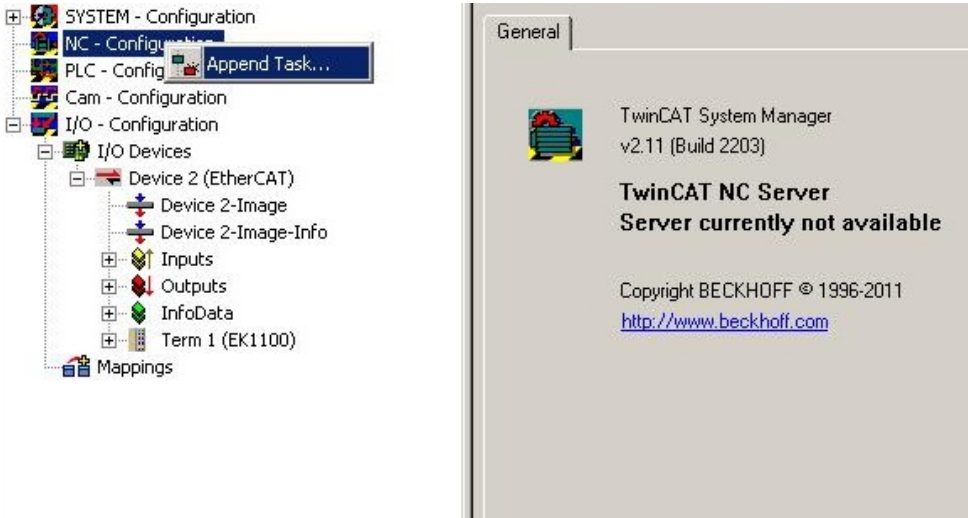 SYSTEM - Configuration
NC - Configuration
Append Task...
PLC - Config
Cam - Configuration
I/O - Configuration
I/O Devices
Device 2 (EtherCAT)
Device 2-Image
Device 2-Image-Info
Inputs
Outputs
InfoData
Term 1 (EK1100)
Mappings
General
TwinCAT System Manager
v2.11 (Build 2203)
TwinCAT NC Server
Server currently not available
Copyright BECKHOFF © 1996-2011
http://www.beckhoff.com